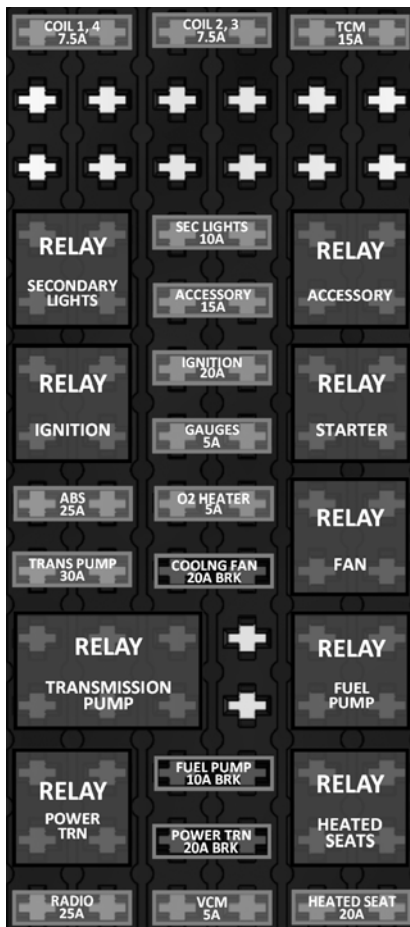 COIL 1, 4
7.5A
COIL 2, 3
7.5A
TCM
15A
RELAY
SECONDARY
LIGHTS
SEC LIGHTS
10A
ACCESSORY
15A
RELAY
ACCESSORY
RELAY
IGNITION
IGNITION
20A
GAUGES
5A
RELAY
STARTER
ABS
25A
O2 HEATER
5A
RELAY
FAN
TRANS PUMP
30A
COOLNG FAN
20A BRK
RELAY
TRANSMISSION
PUMP
RELAY
FUEL
PUMP
RELAY
POWER
TRN
FUEL PUMP
10A BRK
POWER TRN
20A BRK
RELAY
HEATED
SEATS
RADIO
25A
VCM
5A
HEATED SEAT
20A